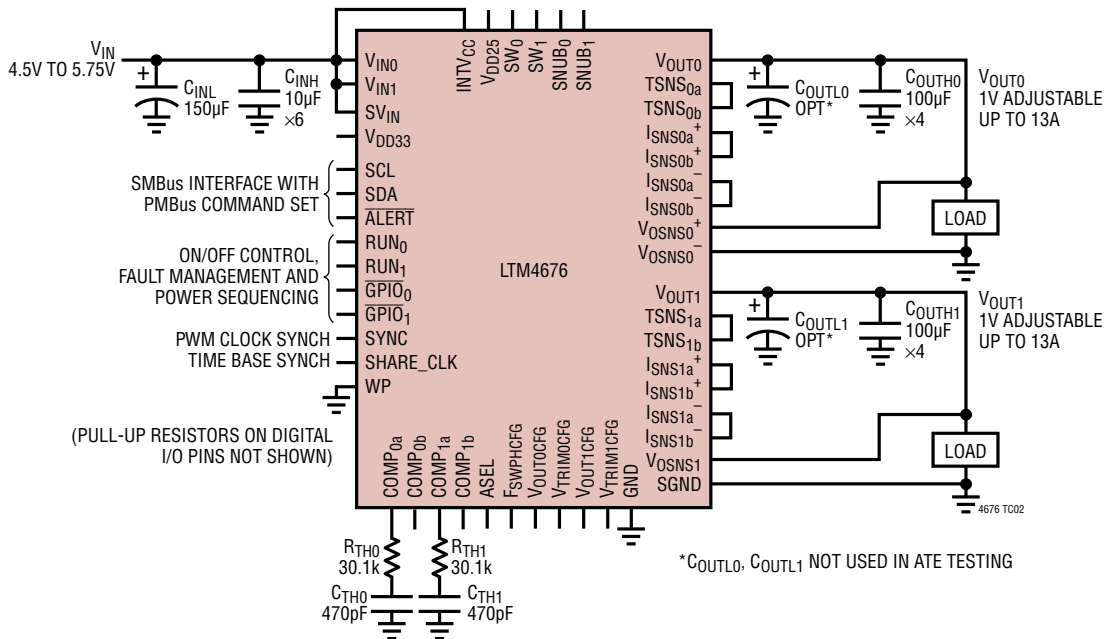 INTVCC
VDD25
SW0
SW1
SNUB0
SNUB1
VIN
4.5V TO 5.75V
+
CINL
150µF
CINH
10µF
×6
VIN0
VIN1
SVIN
VDD33
SCL
SDA
ALERT
RUN0
RUN1
GPIO0
GPIO1
SYNC
SHARE_CLK
WP
SMBus INTERFACE WITH
PMBus COMMAND SET
ON/OFF CONTROL,
FAULT MANAGEMENT AND
POWER SEQUENCING
PWM CLOCK SYNCH
TIME BASE SYNCH
(PULL-UP RESISTORS ON DIGITAL
I/O PINS NOT SHOWN)
LTM4676
VOUT0
TSNS0a
TSNS0b
ISNS0a+
ISNS0b+
ISNS0a–
ISNS0b–
VOSNS0+
VOSNS0–
VOUT1
TSNS1a
TSNS1b
ISNS1a+
ISNS1b+
ISNS1a–
ISNS1b–
VOSNS1
SGND
+
COUTL0
OPT*
COUTH0
100µF
×4
VOUT0
1V ADJUSTABLE
UP TO 13A
LOAD
+
COUTL1
OPT*
COUTH1
100µF
×4
VOUT1
1V ADJUSTABLE
UP TO 13A
LOAD
4676 TC02
COMP0a
COMP0b
COMP1a
COMP1b
ASEL
FSWPHCFG
VOUT0CFG
VTRIM0CFG
VOUT1CFG
VTRIM1CFG
GND
RTH0
30.1k
RTH1
30.1k
CTH0
470pF
CTH1
470pF
*COUTL0, COUTL1 NOT USED IN ATE TESTING